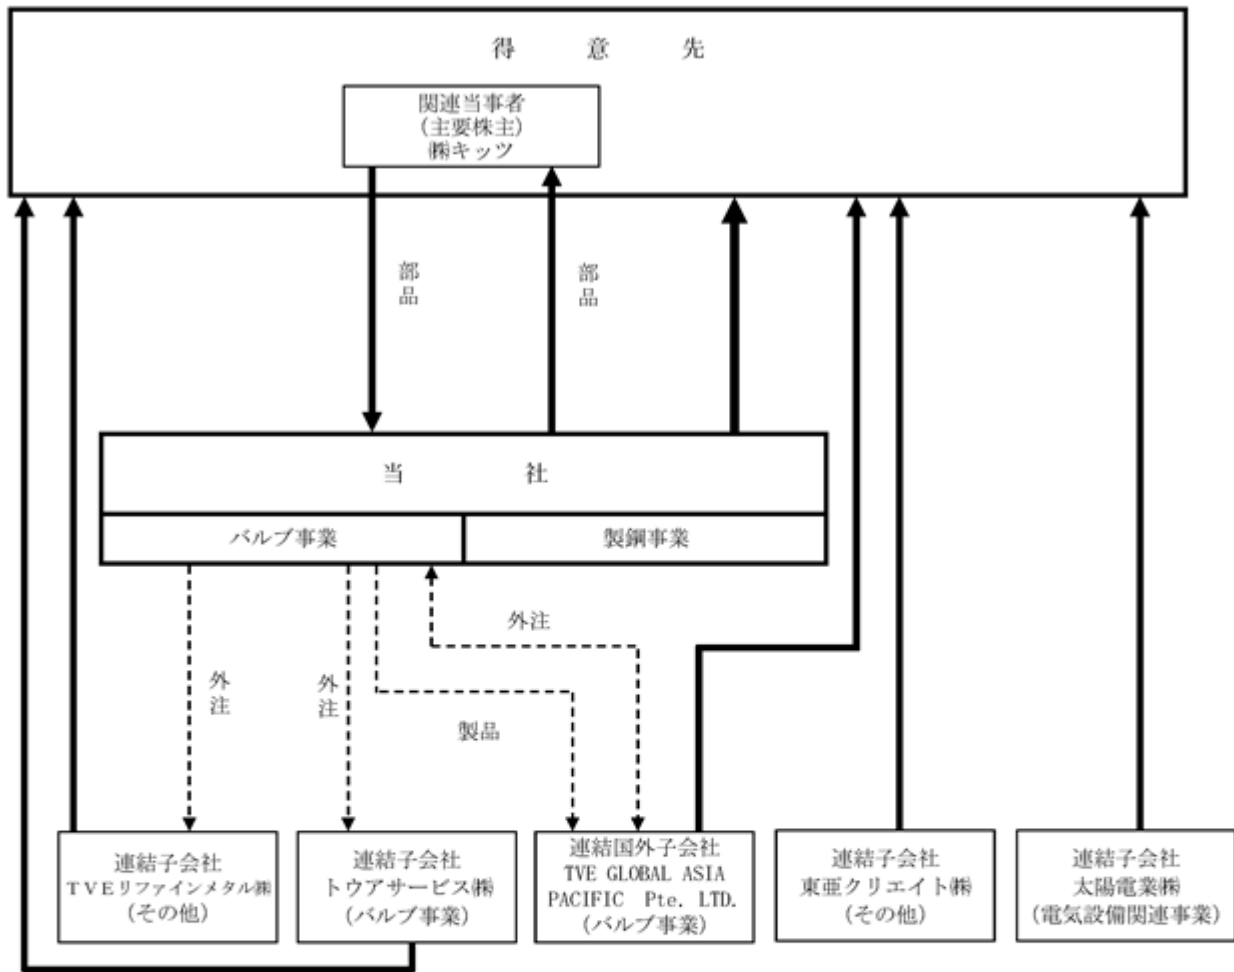 得意先
関連当事者
(主要株主)
㈱キッツ
部品
部品
当社
バルブ事業
製鋼事業
外注
外注
外注
製品
連結子会社
TVEリファインメタル㈱
(その他)
連結子会社
トウアサービス㈱
(バルブ事業)
連結国外子会社
TVE GLOBAL ASIA
PACIFIC Pte. LTD.
(バルブ事業)
連結子会社
東亜クリエイト㈱
(その他)
連結子会社
太陽電業㈱
(電気設備関連事業)